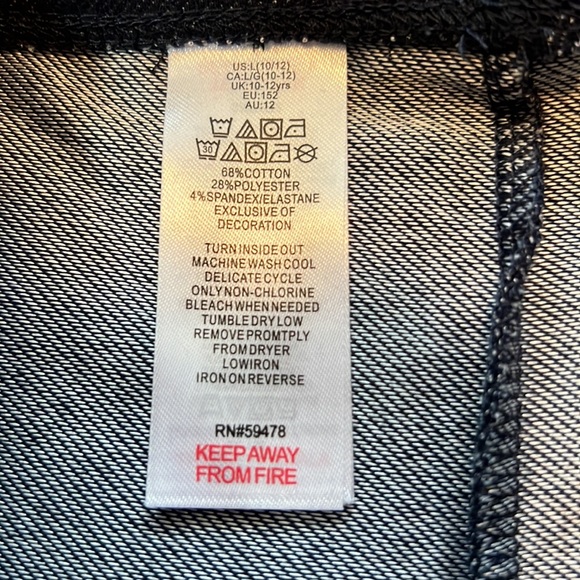 US:L(10/12)
CA:L/G(10-12)
UK:10-12yrs
EU:152
AU:12
30
68%COTTON
28%POLYESTER
4%SPANDEX/ELASTANE
EXCLUSIVE OF
DECORATION
TURN INSIDE OUT
MACHINE WASH COOL
DELICATE CYCLE
ONLY NON-CHLORINE
BLEACH WHEN NEEDED
TUMBLE DRY LOW
REMOVE PROMPTLY
FROM DRYER
LOW IRON
IRON ON REVERSE
RN#59478
KEEP AWAY
FROM FIRE